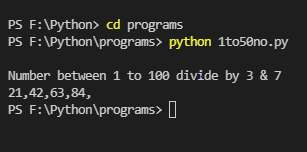 PS F:\Python> cd programs
PS F:\Python\programs> python 1to50no.py
Number between 1 to 100 divide by 3 & 7
21,42,63,84,
PS F:\Python\programs>